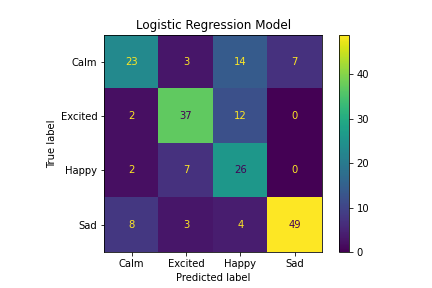 Logistic Regression Model
True label
Calm 23 3 14 7
Excited 2 37 12 0
Happy 2 7 26 0
Sad 8 3 4 49
Calm Excited Happy Sad
Predicted label
40
30
20
10
0